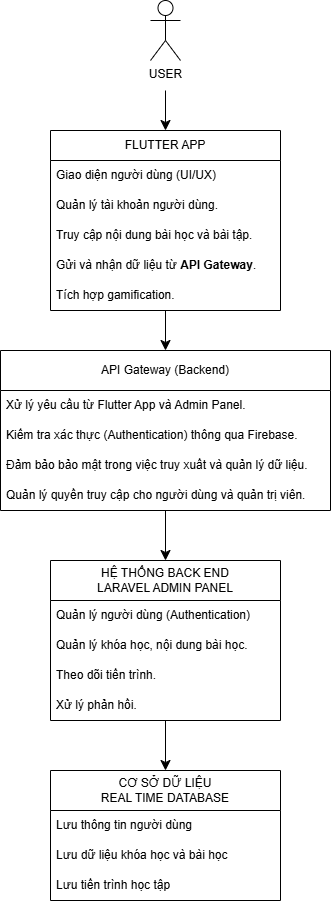 USER
FLUTTER APP
Giao diện người dùng (UI/UX)
Quản lý tài khoản người dùng.
Truy cập nội dung bài học và bài tập.
Gửi và nhận dữ liệu từ API Gateway.
Tích hợp gamification.
API Gateway (Backend)
Xử lý yêu cầu từ Flutter App và Admin Panel.
Kiểm tra xác thực (Authentication) thông qua Firebase.
Đảm bảo bảo mật trong việc truy xuất và quản lý dữ liệu.
Quản lý quyền truy cập cho người dùng và quản trị viên.
HỆ THỐNG BACK END
LARAVEL ADMIN PANEL
Quản lý người dùng (Authentication)
Quản lý khóa học, nội dung bài học.
Theo dõi tiến trình.
Xử lý phản hồi.
CƠ SỞ DỮ LIỆU
REAL TIME DATABASE
Lưu thông tin người dùng
Lưu dữ liệu khóa học và bài học
Lưu tiến trình học tập